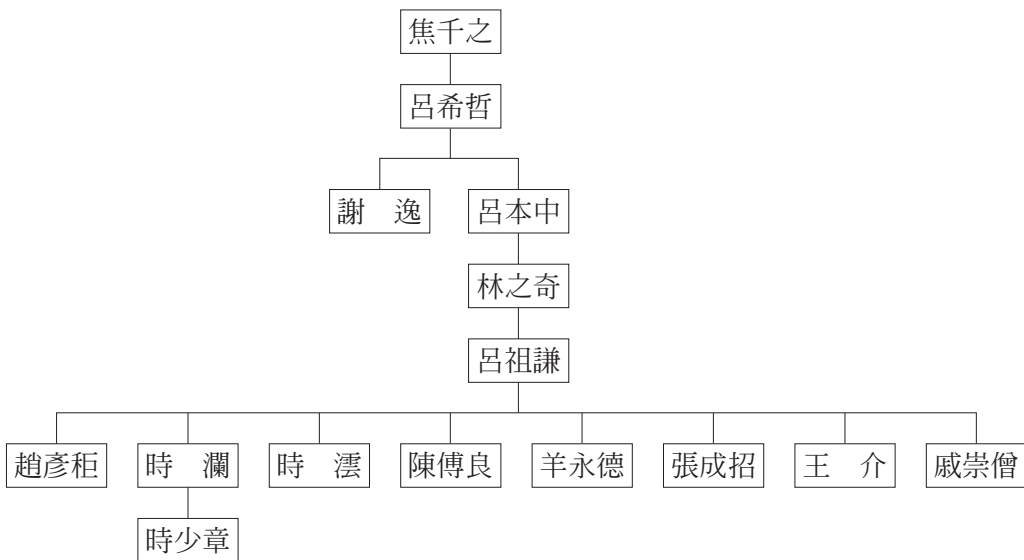 焦千之
呂希哲
謝　逸
呂本中
林之奇
呂祖謙
趙彥秬
時　瀾
時　澐
陳傅良
羊永德
張成招
王　介
戚崇僧
時少章